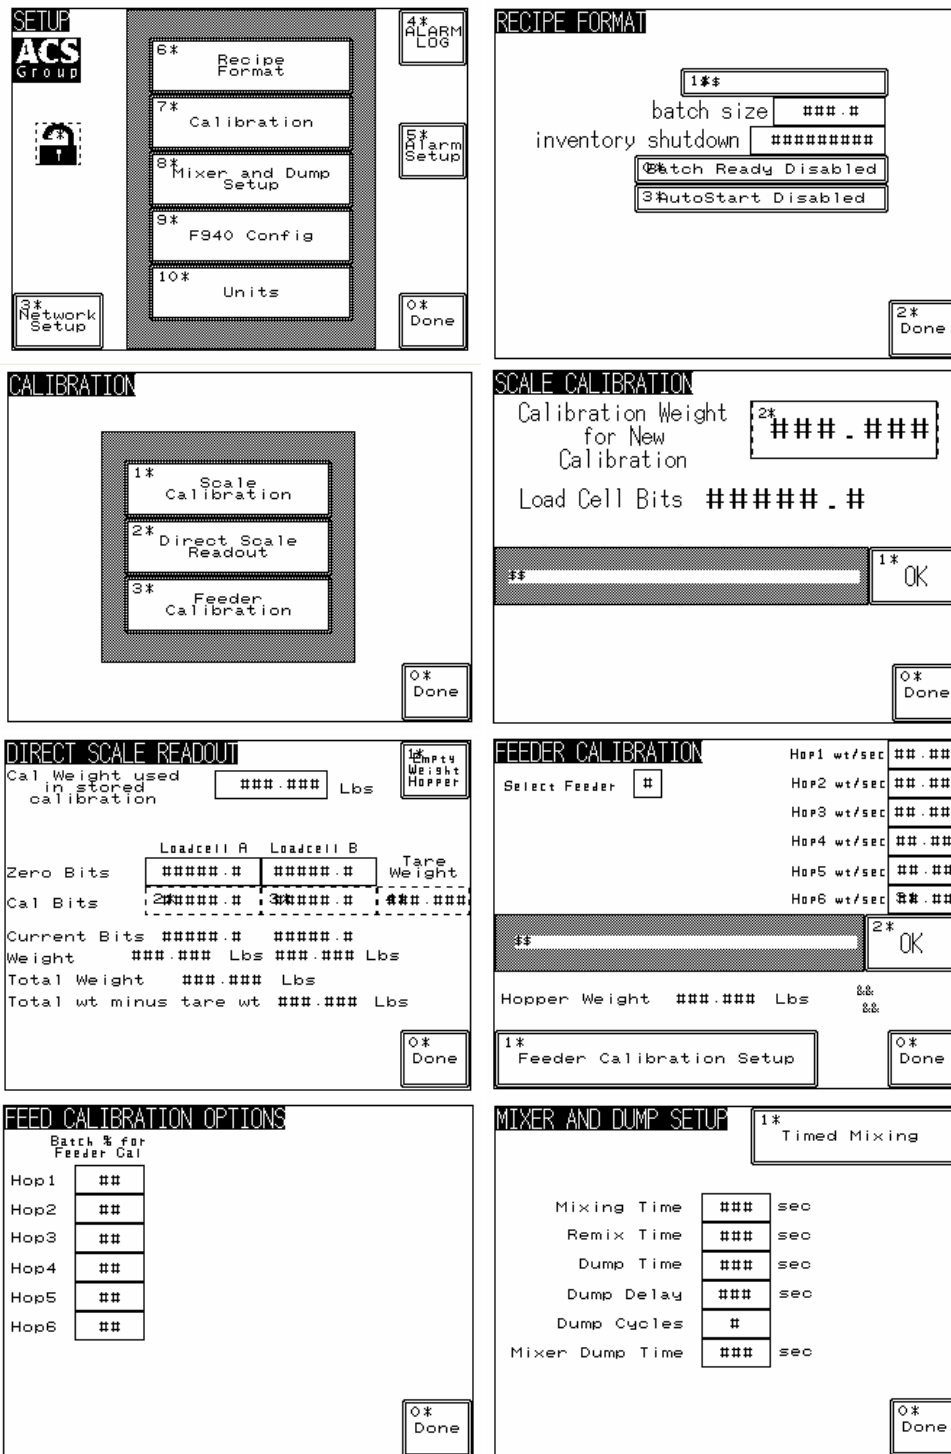 SETUP
ACS
Group
4*
ALARM
LOG
6*
Recipe
Format
7*
Calibration
*
5*
Alarm
Setup
8*
Mixer and Dump
Setup
9*
F940 Config
10*
Units
3*
Network
Setup
0*
Done
RECIPE FORMAT
1*$$
batch size ###.#
inventory shutdown #########
Batch Ready Disabled
3*AutoStart Disabled
2*
Done
CALIBRATION
1*
Scale
Calibration
2*
Direct Scale
Readout
3*
Feeder
Calibration
0*
Done
SCALE CALIBRATION
Calibration Weight
for New
Calibration
2*
###.###
Load Cell Bits #####.#
$$
1*
OK
0*
Done
DIRECT SCALE READOUT
Cal Weight used
in stored
calibration
###.### Lbs
1*
Empty
Weight
Hopper
Loadcell A Loadcell B
Tare
Weight
Zero Bits #####.# #####.#
Cal Bits 2*#####.# 3*#####.# 4*###.###
Current Bits #####.# #####.#
Weight ###.### Lbs ###.### Lbs
Total Weight ###.### Lbs
Total wt minus tare wt ###.### Lbs
0*
Done
FEEDER CALIBRATION
Select Feeder #
Hop1 wt/sec ##.##
Hop2 wt/sec ##.##
Hop3 wt/sec ##.##
Hop4 wt/sec ##.##
Hop5 wt/sec ##.##
Hop6 wt/sec 3*##.##
$$
2*
OK
Hopper Weight ###.### Lbs
&&
&&
1*
Feeder Calibration Setup
0*
Done
FEED CALIBRATION OPTIONS
Batch % for
Feeder Cal
Hop1 ##
Hop2 ##
Hop3 ##
Hop4 ##
Hop5 ##
Hop6 ##
0*
Done
MIXER AND DUMP SETUP
1*
Timed Mixing
Mixing Time ### sec
Remix Time ### sec
Dump Time ### sec
Dump Delay ### sec
Dump Cycles #
Mixer Dump Time ### sec
0*
Done